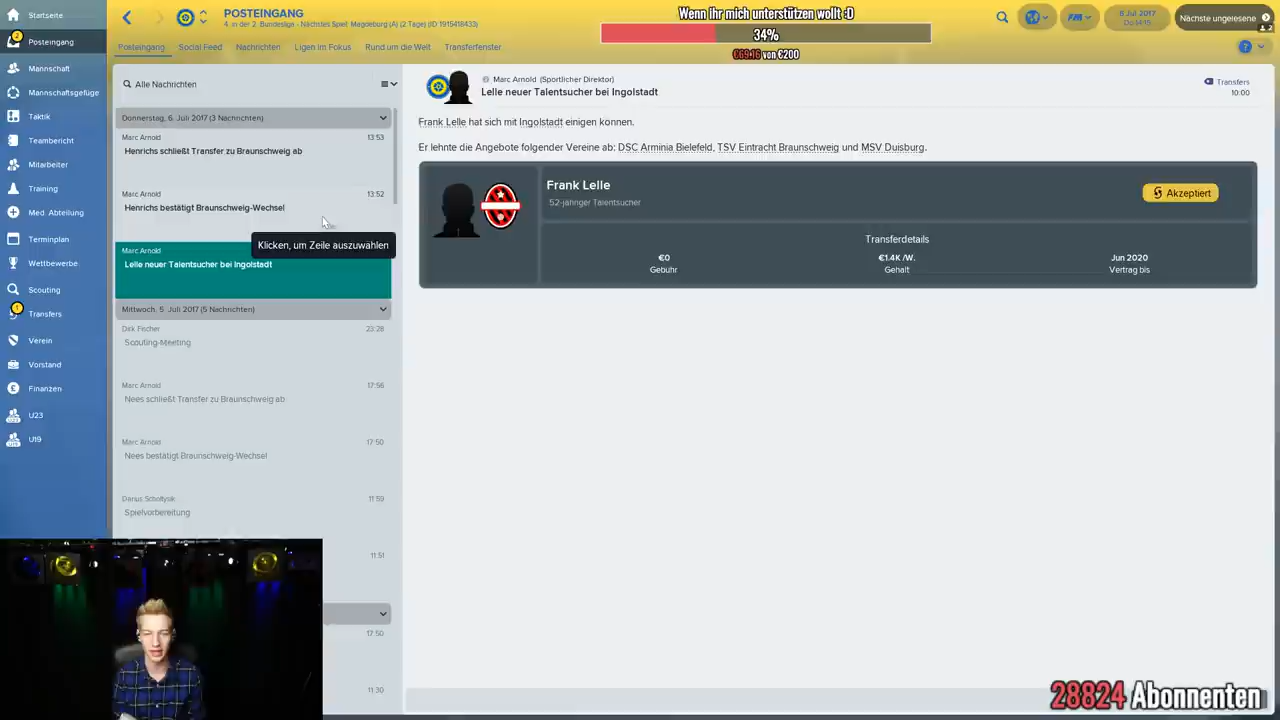 Startseite
2
Posteingang
Mannschaft
Mannschaftsgefüge
Taktik
Teambericht
Mitarbeiter
Training
Med. Abteilung
Terminplan
Wettbewerbe
Scouting
1
Transfers
Verein
Vorstand
Finanzen
U23
U19
POSTEINGANG
4. in der 2. Bundesliga - Nächstes Spiel: Magdeburg (A) (2 Tage) (ID 1915418433)
Posteingang
Social Feed
Nachrichten
Ligen im Fokus
Rund um die Welt
Transferfenster
Wenn ihr mich unterstützen wollt :D
34%
€69.16 von €200
FM
Nächste ungelesene
2
?
Alle Nachrichten
Donnerstag, 6. Juli 2017 (3 Nachrichten)
Marc Arnold 13:53
Henrichs schließt Transfer zu Braunschweig ab
Marc Arnold 13:52
Henrichs bestätigt Braunschweig-Wechsel
Klicken, um Zeile auszuwählen
Marc Arnold
Lelle neuer Talentsucher bei Ingolstadt
Mittwoch, 5. Juli 2017 (5 Nachrichten)
Dirk Fischer 23:28
Scouting-Meeting
Marc Arnold 17:56
Nees schließt Transfer zu Braunschweig ab
Marc Arnold 17:50
Nees bestätigt Braunschweig-Wechsel
Darius Scholtysik 11:59
Spielvorbereitung
11:51
17:50
11:30
Marc Arnold (Sportlicher Direktor)
Lelle neuer Talentsucher bei Ingolstadt
Transfers
10:00
Frank Lelle hat sich mit Ingolstadt einigen können.
Er lehnte die Angebote folgender Vereine ab: DSC Arminia Bielefeld, TSV Eintracht Braunschweig und MSV Duisburg.
Frank Lelle
52-jähriger Talentsucher
Akzeptiert
Transferdetails
€0
Gebühr
€1.4K /W.
Gehalt
Jun 2020
Vertrag bis
28824 Abonnenten